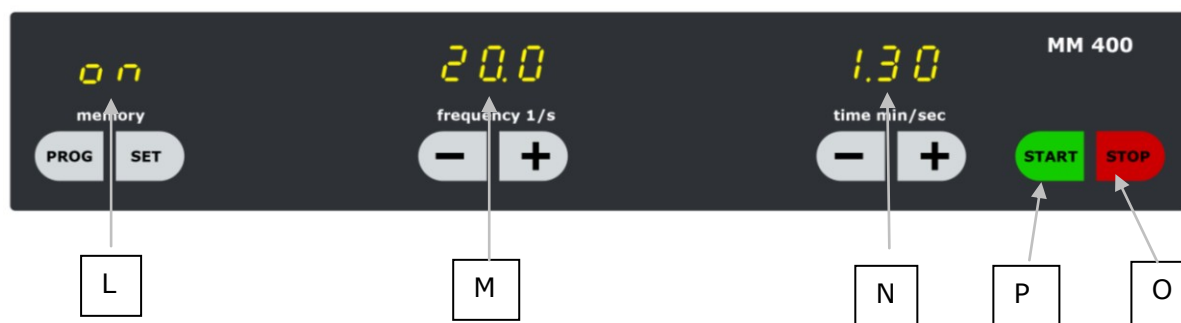 on 20.0 1.30 MM 400
memory frequency 1/s time min/sec
PROG SET − + − + START STOP
L M N P O